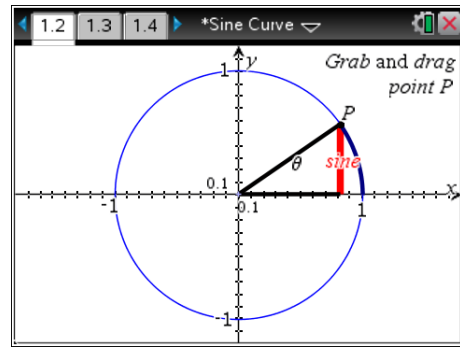 1.2 1.3 1.4 *Sine Curve
1 y Grab and drag
point P
P
θ sine
0.1 x
-1 0.1 1
-1